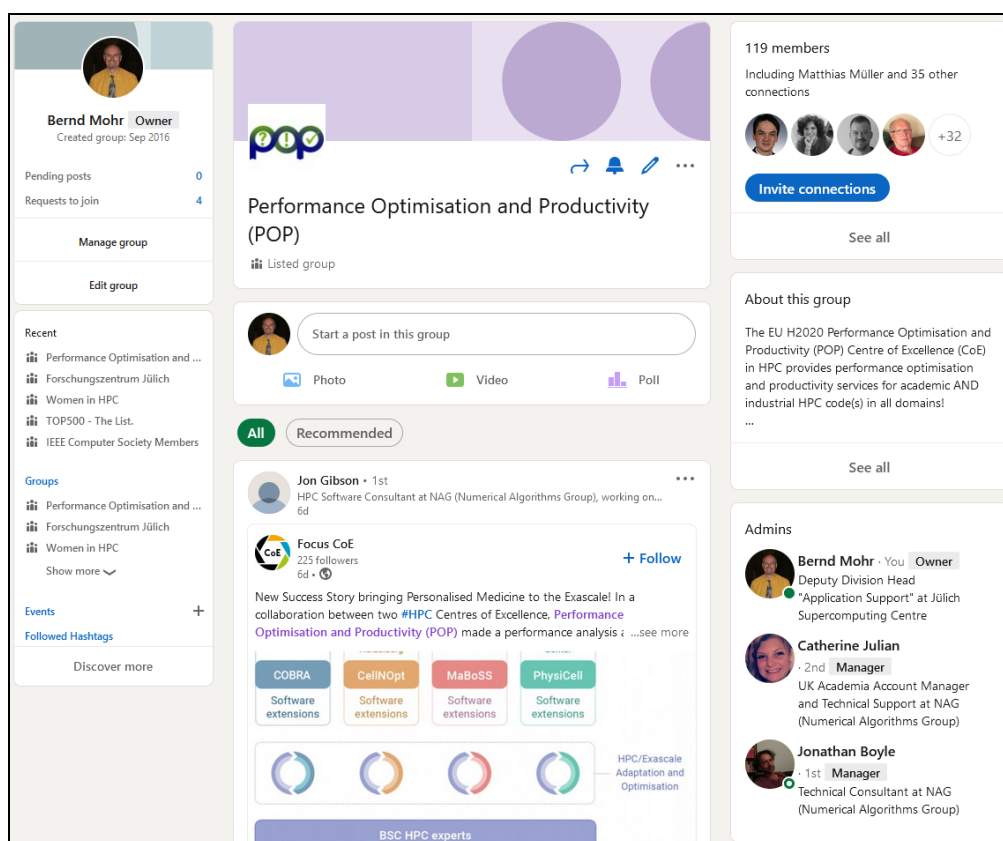 Bernd Mohr Owner
Created group: Sep 2016
Pending posts 0
Requests to join 4
Manage group
Edit group
Recent
Performance Optimisation and ...
Forschungszentrum Jülich
Women in HPC
TOP500 - The List.
IEEE Computer Society Members
Groups
Performance Optimisation and ...
Forschungszentrum Jülich
Women in HPC
Show more
Events +
Followed Hashtags
Discover more
pop
Performance Optimisation and Productivity
(POP)
Listed group
Start a post in this group
Photo Video Poll
All Recommended
Jon Gibson • 1st
HPC Software Consultant at NAG (Numerical Algorithms Group), working on...
6d
CoE
Focus CoE
225 followers
6d •
+ Follow
New Success Story bringing Personalised Medicine to the Exascale! In a
collaboration between two #HPC Centres of Excellence, Performance
Optimisation and Productivity (POP) made a performance analysis ...see more
COBRA CellNOpt MaBoSS PhysiCell
Software Software Software Software
extensions extensions extensions extensions
HPC/Exascale
Adaptation and
Optimisation
BSC HPC experts
119 members
Including Matthias Müller and 35 other
connections
+32
Invite connections
See all
About this group
The EU H2020 Performance Optimisation and
Productivity (POP) Centre of Excellence (CoE)
in HPC provides performance optimisation
and productivity services for academic AND
industrial HPC code(s) in all domains!
...
See all
Admins
Bernd Mohr · You Owner
Deputy Division Head
"Application Support" at Jülich
Supercomputing Centre
Catherine Julian
· 2nd Manager
UK Academia Account Manager
and Technical Support at NAG
(Numerical Algorithms Group)
Jonathan Boyle
· 1st Manager
Technical Consultant at NAG
(Numerical Algorithms Group)